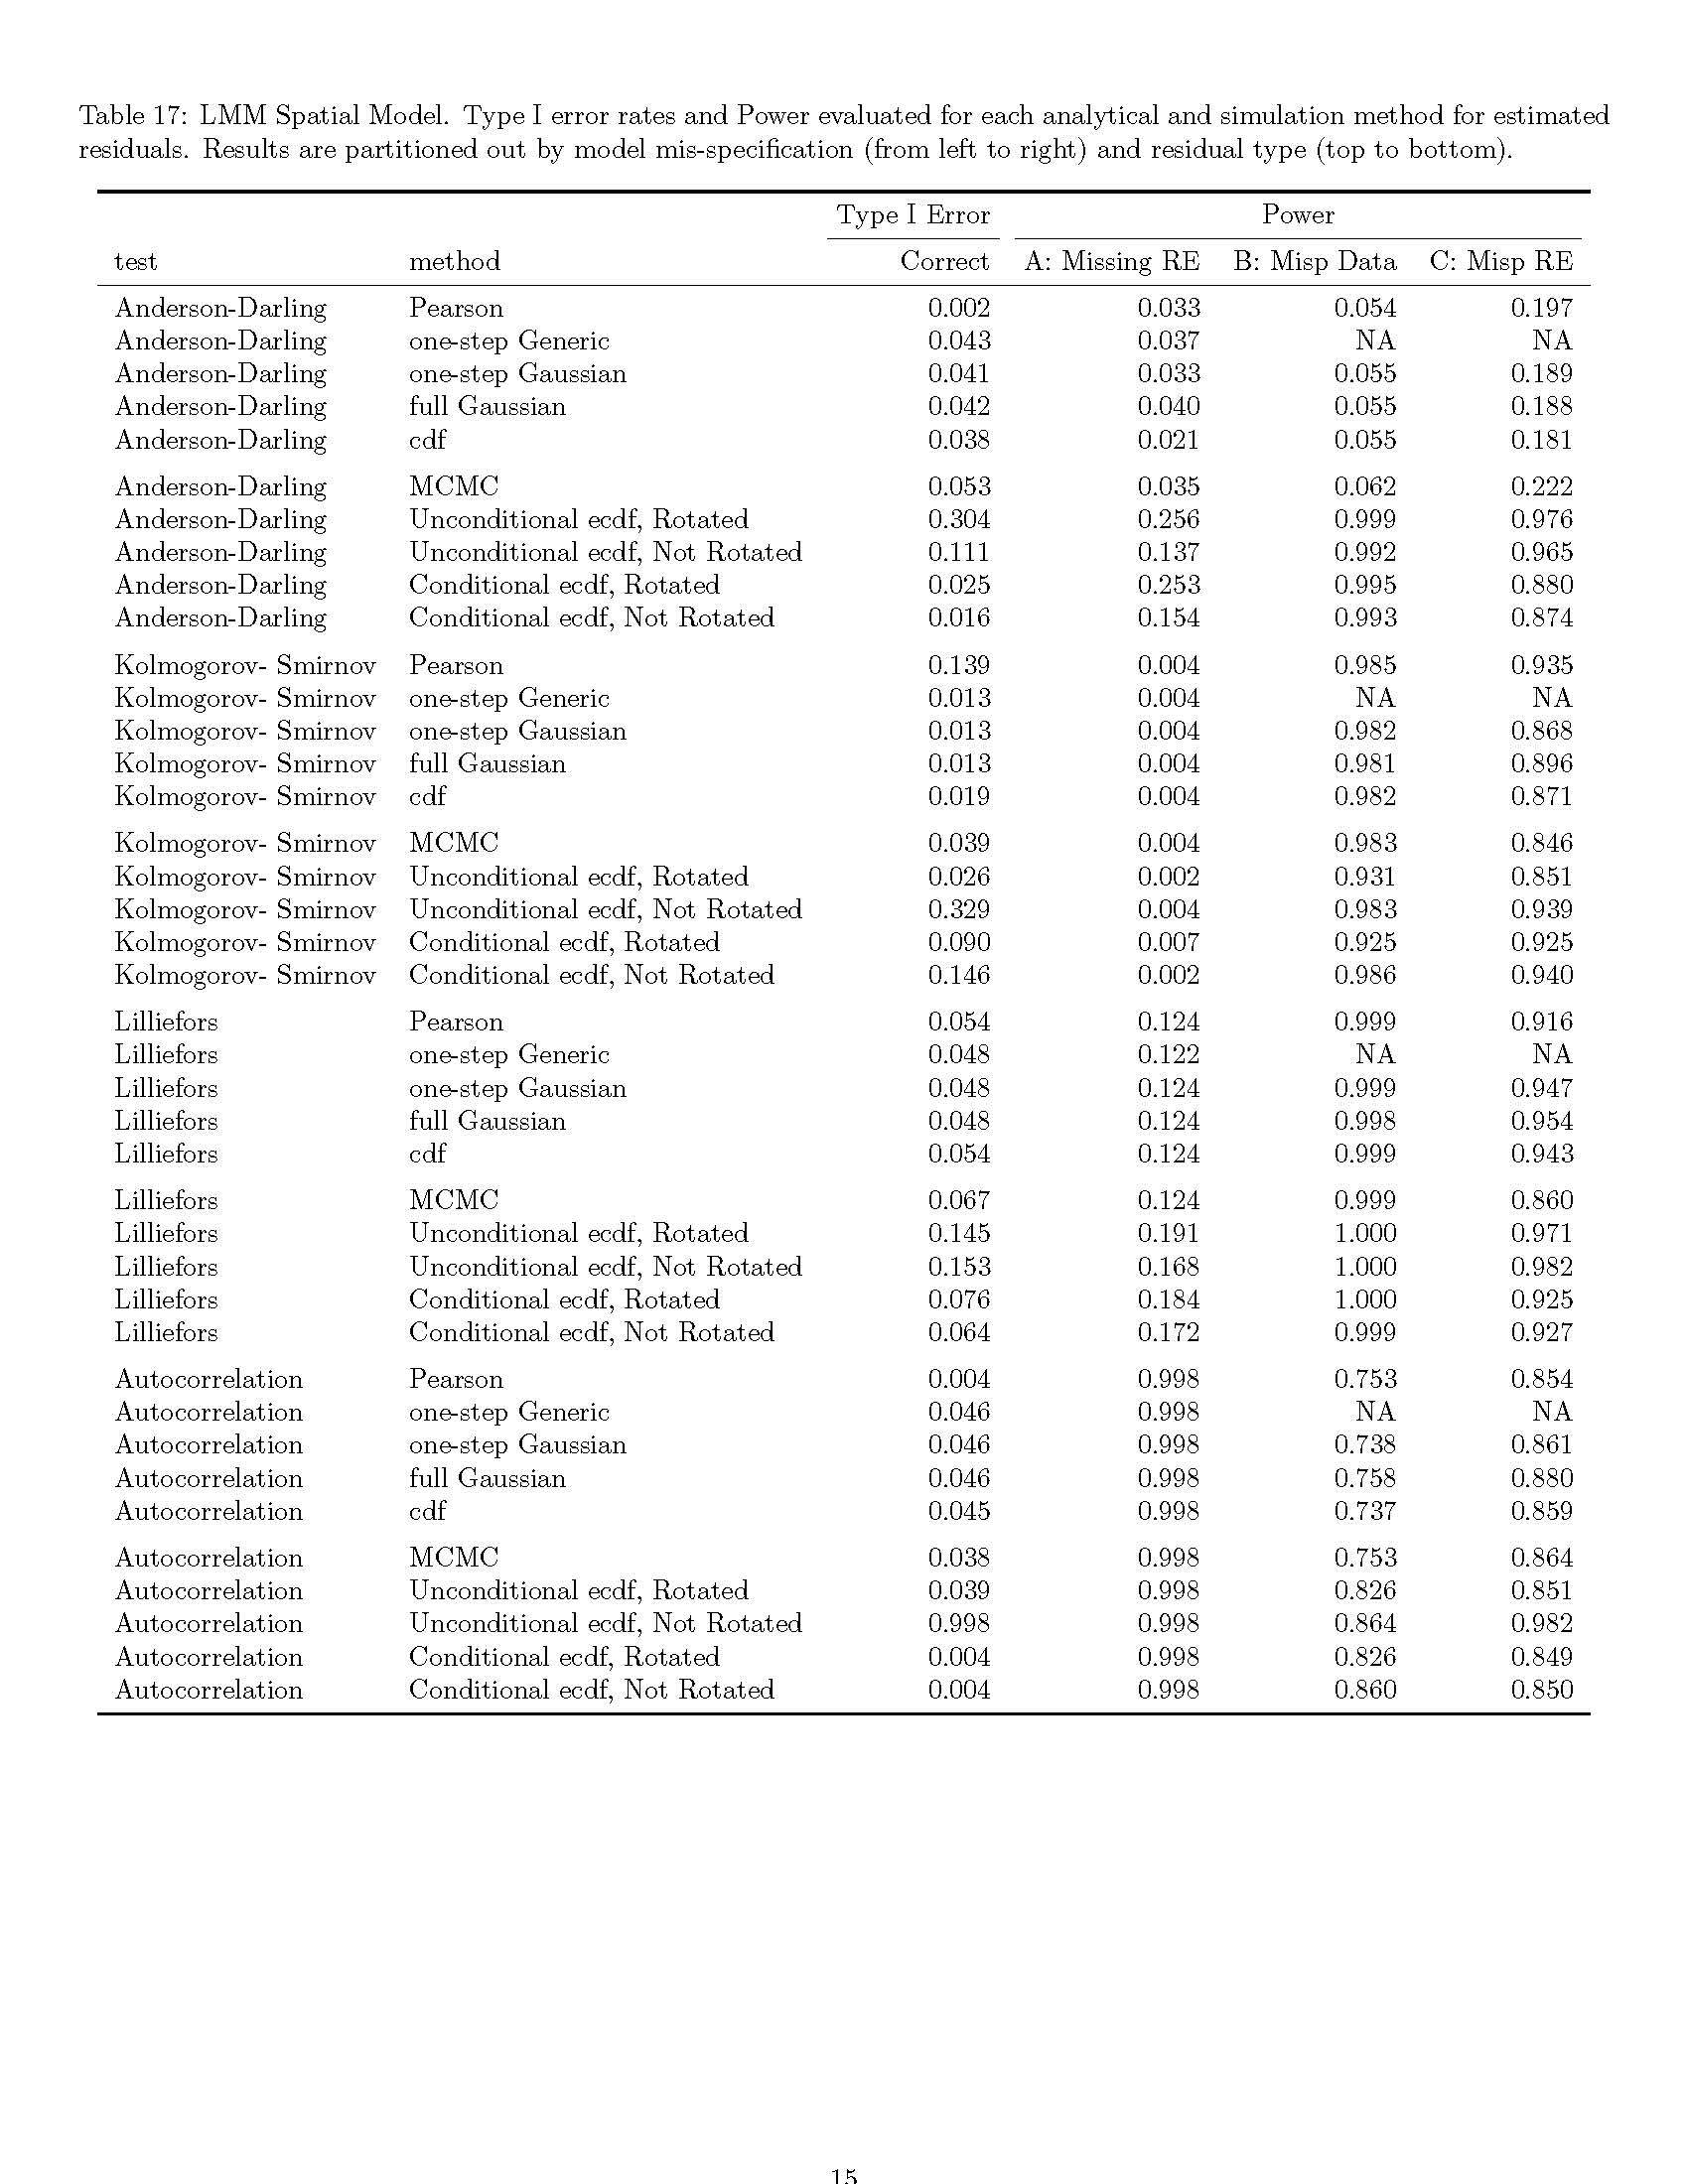 Table 17: LMM Spatial Model. Type I error rates and Power evaluated for each analytical and simulation method for estimated
residuals. Results are partitioned out by model mis-specification (from left to right) and residual type (top to bottom).
Type I Error Power
test method Correct A: Missing RE B: Misp Data C: Misp RE
Anderson-Darling Pearson 0.002 0.033 0.054 0.197
Anderson-Darling one-step Generic 0.043 0.037 NA NA
Anderson-Darling one-step Gaussian 0.041 0.033 0.055 0.189
Anderson-Darling full Gaussian 0.042 0.040 0.055 0.188
Anderson-Darling cdf 0.038 0.021 0.055 0.181
Anderson-Darling MCMC 0.053 0.035 0.062 0.222
Anderson-Darling Unconditional ecdf, Rotated 0.304 0.256 0.999 0.976
Anderson-Darling Unconditional ecdf, Not Rotated 0.111 0.137 0.992 0.965
Anderson-Darling Conditional ecdf, Rotated 0.025 0.253 0.995 0.880
Anderson-Darling Conditional ecdf, Not Rotated 0.016 0.154 0.993 0.874
Kolmogorov- Smirnov Pearson 0.139 0.004 0.985 0.935
Kolmogorov- Smirnov one-step Generic 0.013 0.004 NA NA
Kolmogorov- Smirnov one-step Gaussian 0.013 0.004 0.982 0.868
Kolmogorov- Smirnov full Gaussian 0.013 0.004 0.981 0.896
Kolmogorov- Smirnov cdf 0.019 0.004 0.982 0.871
Kolmogorov- Smirnov MCMC 0.039 0.004 0.983 0.846
Kolmogorov- Smirnov Unconditional ecdf, Rotated 0.026 0.002 0.931 0.851
Kolmogorov- Smirnov Unconditional ecdf, Not Rotated 0.329 0.004 0.983 0.939
Kolmogorov- Smirnov Conditional ecdf, Rotated 0.090 0.007 0.925 0.925
Kolmogorov- Smirnov Conditional ecdf, Not Rotated 0.146 0.002 0.986 0.940
Lilliefors Pearson 0.054 0.124 0.999 0.916
Lilliefors one-step Generic 0.048 0.122 NA NA
Lilliefors one-step Gaussian 0.048 0.124 0.999 0.947
Lilliefors full Gaussian 0.048 0.124 0.998 0.954
Lilliefors cdf 0.054 0.124 0.999 0.943
Lilliefors MCMC 0.067 0.124 0.999 0.860
Lilliefors Unconditional ecdf, Rotated 0.145 0.191 1.000 0.971
Lilliefors Unconditional ecdf, Not Rotated 0.153 0.168 1.000 0.982
Lilliefors Conditional ecdf, Rotated 0.076 0.184 1.000 0.925
Lilliefors Conditional ecdf, Not Rotated 0.064 0.172 0.999 0.927
Autocorrelation Pearson 0.004 0.998 0.753 0.854
Autocorrelation one-step Generic 0.046 0.998 NA NA
Autocorrelation one-step Gaussian 0.046 0.998 0.738 0.861
Autocorrelation full Gaussian 0.046 0.998 0.758 0.880
Autocorrelation cdf 0.045 0.998 0.737 0.859
Autocorrelation MCMC 0.038 0.998 0.753 0.864
Autocorrelation Unconditional ecdf, Rotated 0.039 0.998 0.826 0.851
Autocorrelation Unconditional ecdf, Not Rotated 0.998 0.998 0.864 0.982
Autocorrelation Conditional ecdf, Rotated 0.004 0.998 0.826 0.849
Autocorrelation Conditional ecdf, Not Rotated 0.004 0.998 0.860 0.850
15